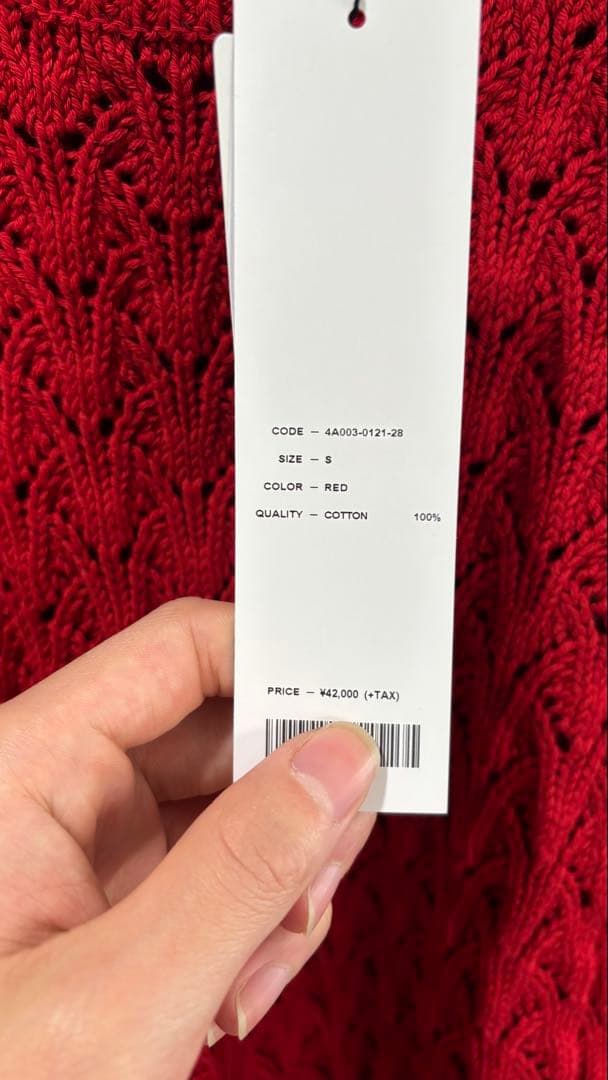 CODE – 4A003-0121-28
SIZE – S
COLOR – RED
QUALITY – COTTON 100%
PRICE – ¥42,000 (+TAX)